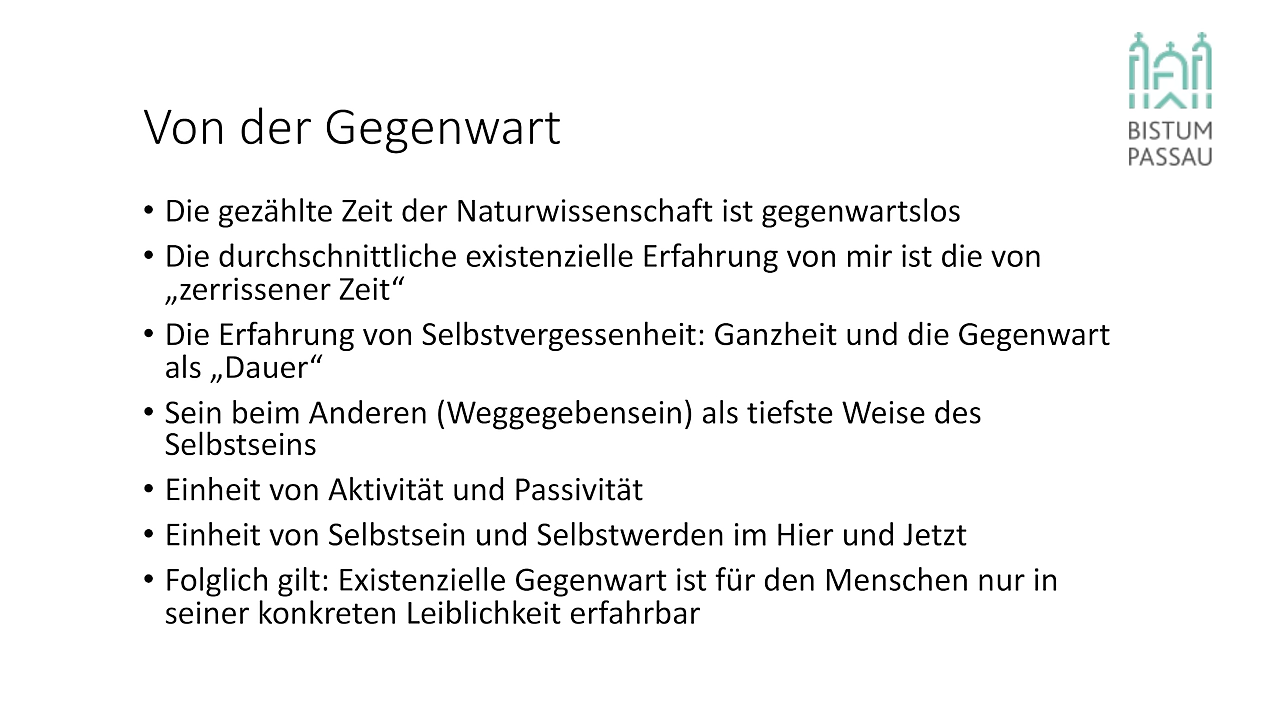 BISTUM
PASSAU
Von der Gegenwart
• Die gezählte Zeit der Naturwissenschaft ist gegenwartslos
• Die durchschnittliche existenzielle Erfahrung von mir ist die von
„zerrissener Zeit“
• Die Erfahrung von Selbstvergessenheit: Ganzheit und die Gegenwart
als „Dauer“
• Sein beim Anderen (Weggegebensein) als tiefste Weise des
Selbstseins
• Einheit von Aktivität und Passivität
• Einheit von Selbstsein und Selbstwerden im Hier und Jetzt
• Folglich gilt: Existenzielle Gegenwart ist für den Menschen nur in
seiner konkreten Leiblichkeit erfahrbar